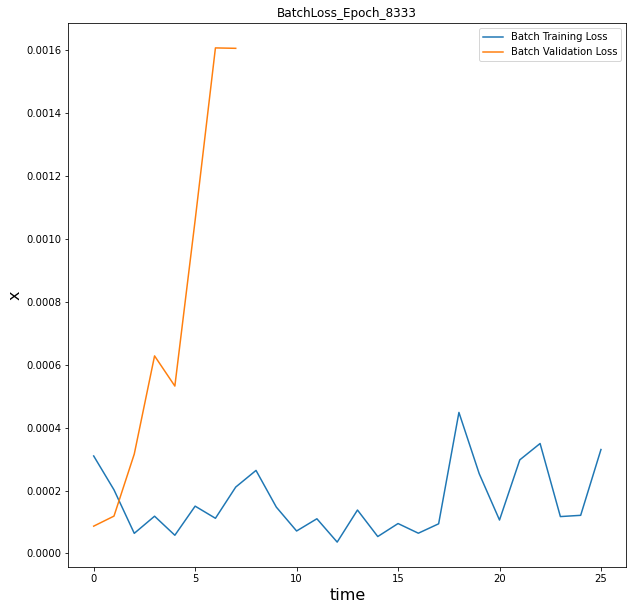 BatchLoss_Epoch_8333
Batch Training Loss
Batch Validation Loss
0.0016
0.0014
0.0012
0.0010
0.0008
0.0006
0.0004
0.0002
0.0000
x
0 5 10 15 20 25
time